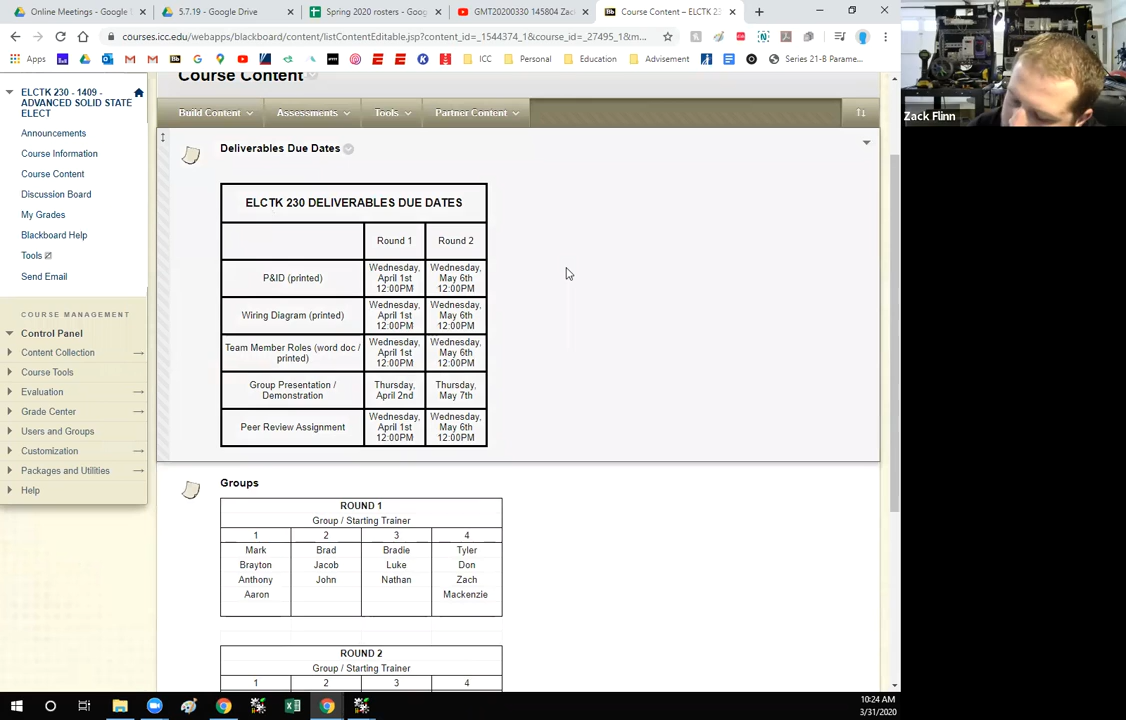 Online Meetings - Google
5.7.19 - Google Drive
Spring 2020 rosters - Google
GMT20200330 145804 Zac
Course Content – ELCTK 23
courses.icc.edu/webapps/blackboard/content/listContentEditable.jsp?content_id=_1544374_1&course_id=_27495_1&m...
Apps
ICC
Personal
Education
Advisement
Series 21-B Parame...
Zack Flinn
ELCTK 230 - 1409 -
ADVANCED SOLID STATE
ELECT
Announcements
Course Information
Course Content
Discussion Board
My Grades
Blackboard Help
Tools
Send Email
COURSE MANAGEMENT
Control Panel
Content Collection
Course Tools
Evaluation
Grade Center
Users and Groups
Customization
Packages and Utilities
Help
Course Content
Build Content Assessments Tools Partner Content
Deliverables Due Dates
ELCTK 230 DELIVERABLES DUE DATES
Round 1 Round 2
P&ID (printed) Wednesday, April 1st 12:00PM Wednesday, May 6th 12:00PM
Wiring Diagram (printed) Wednesday, April 1st 12:00PM Wednesday, May 6th 12:00PM
Team Member Roles (word doc / printed) Wednesday, April 1st 12:00PM Wednesday, May 6th 12:00PM
Group Presentation / Demonstration Thursday, April 2nd Thursday, May 7th
Peer Review Assignment Wednesday, April 1st 12:00PM Wednesday, May 6th 12:00PM
Groups
ROUND 1
Group / Starting Trainer
1 2 3 4
Mark Brad Bradie Tyler
Brayton Jacob Luke Don
Anthony John Nathan Zach
Aaron Mackenzie
ROUND 2
Group / Starting Trainer
1 2 3 4
10:24 AM
3/31/2020